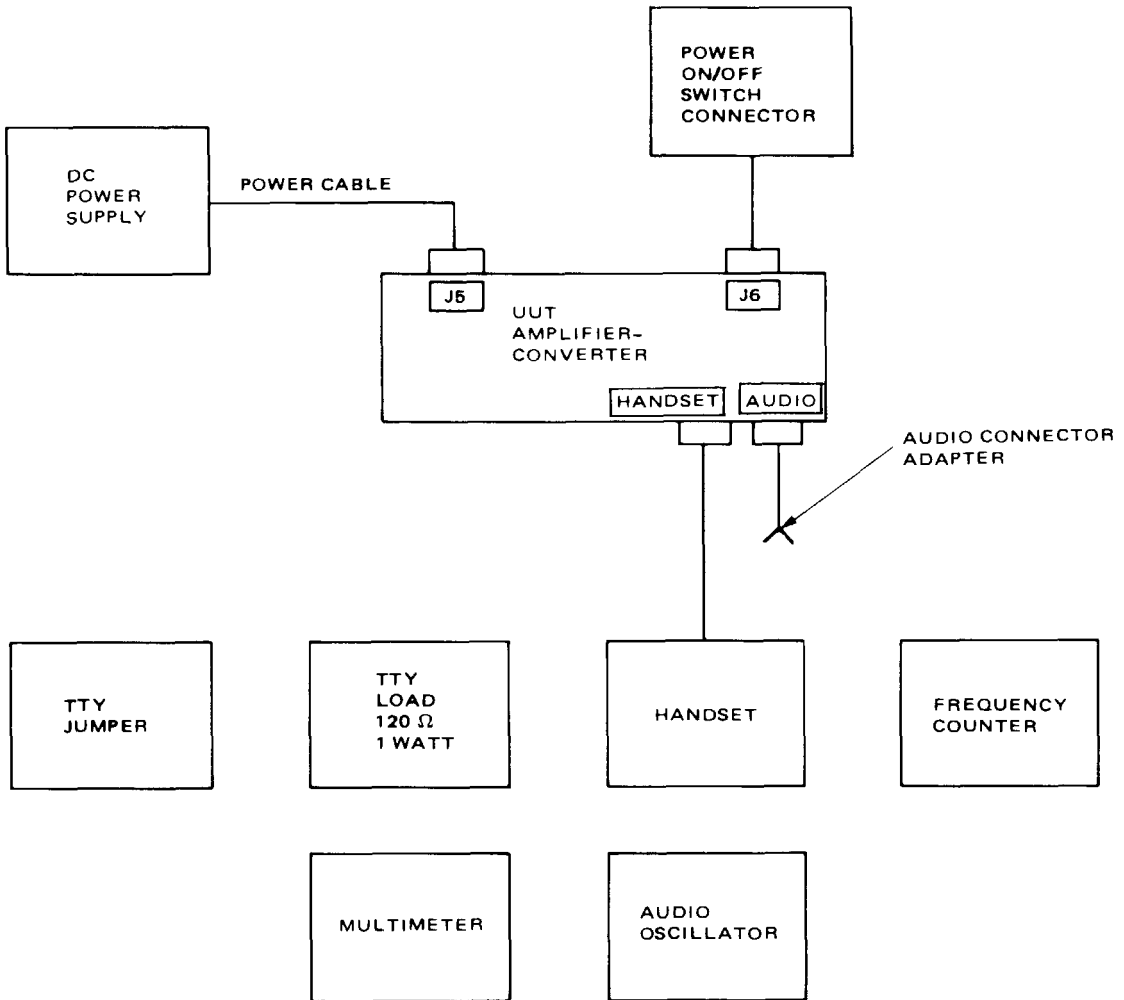 POWER
ON/OFF
SWITCH
CONNECTOR
DC
POWER
SUPPLY
POWER CABLE
J5
J6
UUT
AMPLIFIER-
CONVERTER
HANDSET
AUDIO
AUDIO CONNECTOR
ADAPTER
TTY
JUMPER
TTY
LOAD
120 Ω
1 WATT
HANDSET
FREQUENCY
COUNTER
MULTIMETER
AUDIO
OSCILLATOR